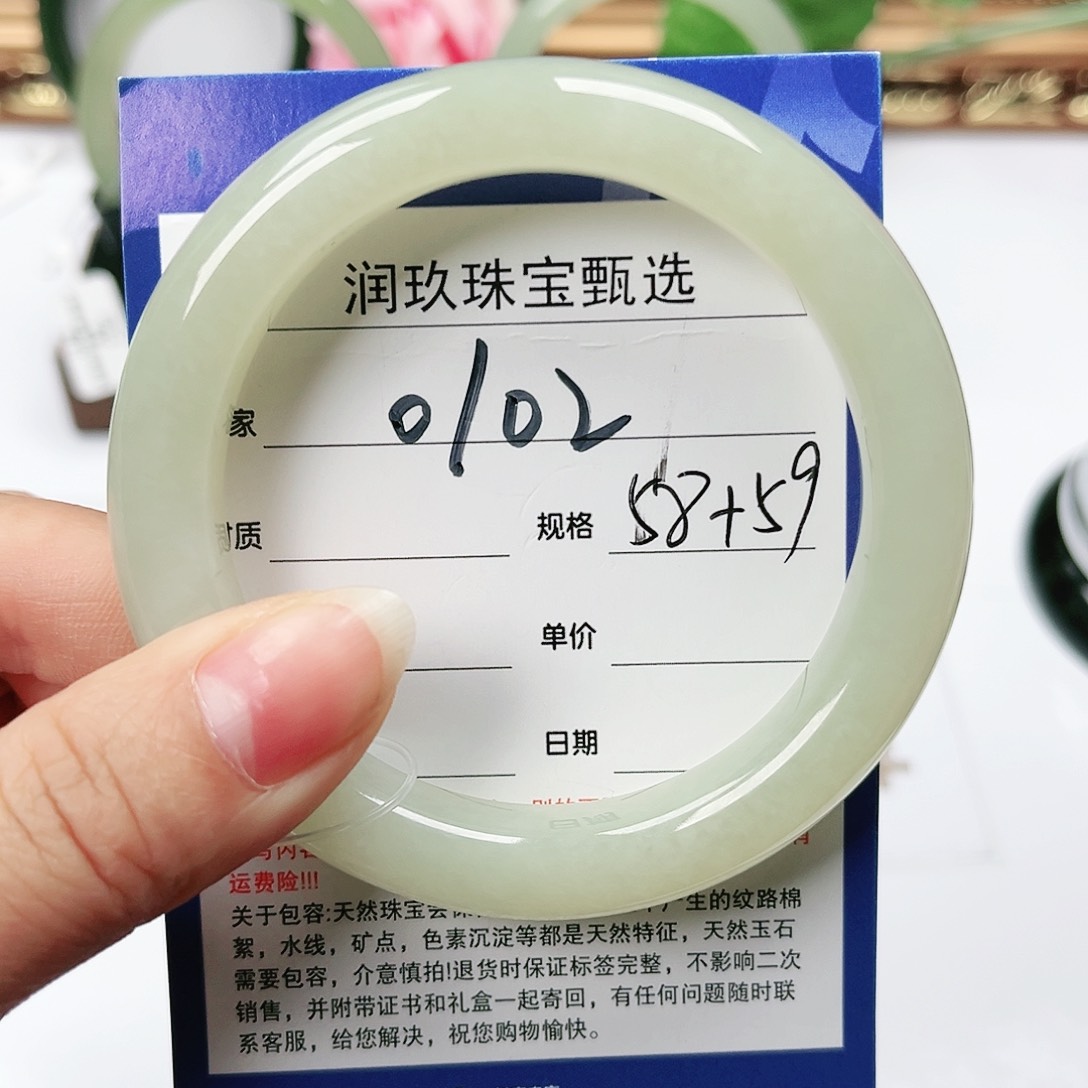 润玖珠宝甄选
家 0102
材质 规格 58+59
单价
日期
运费险!!!
关于包容:天然珠宝会 生的纹路棉
絮，水线，矿点，色素沉淀等都是天然特征，天然玉石
需要包容，介意慎拍!退货时保证标签完整，不影响二次
销售，并附带证书和礼盒一起寄回，有任何问题随时联
系客服，给您解决，祝您购物愉快。